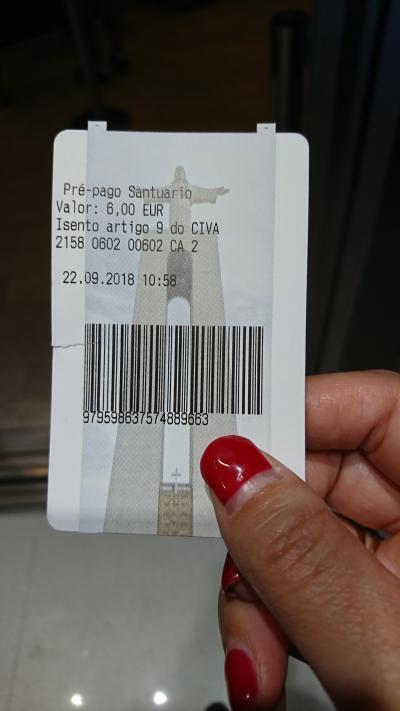 Pré-pago Santuario
Valor: 6,00 EUR
Isento artigo 9 do CIVA
2158 0602 00602 CA 2
22.09.2018 10:58
979598637574889663